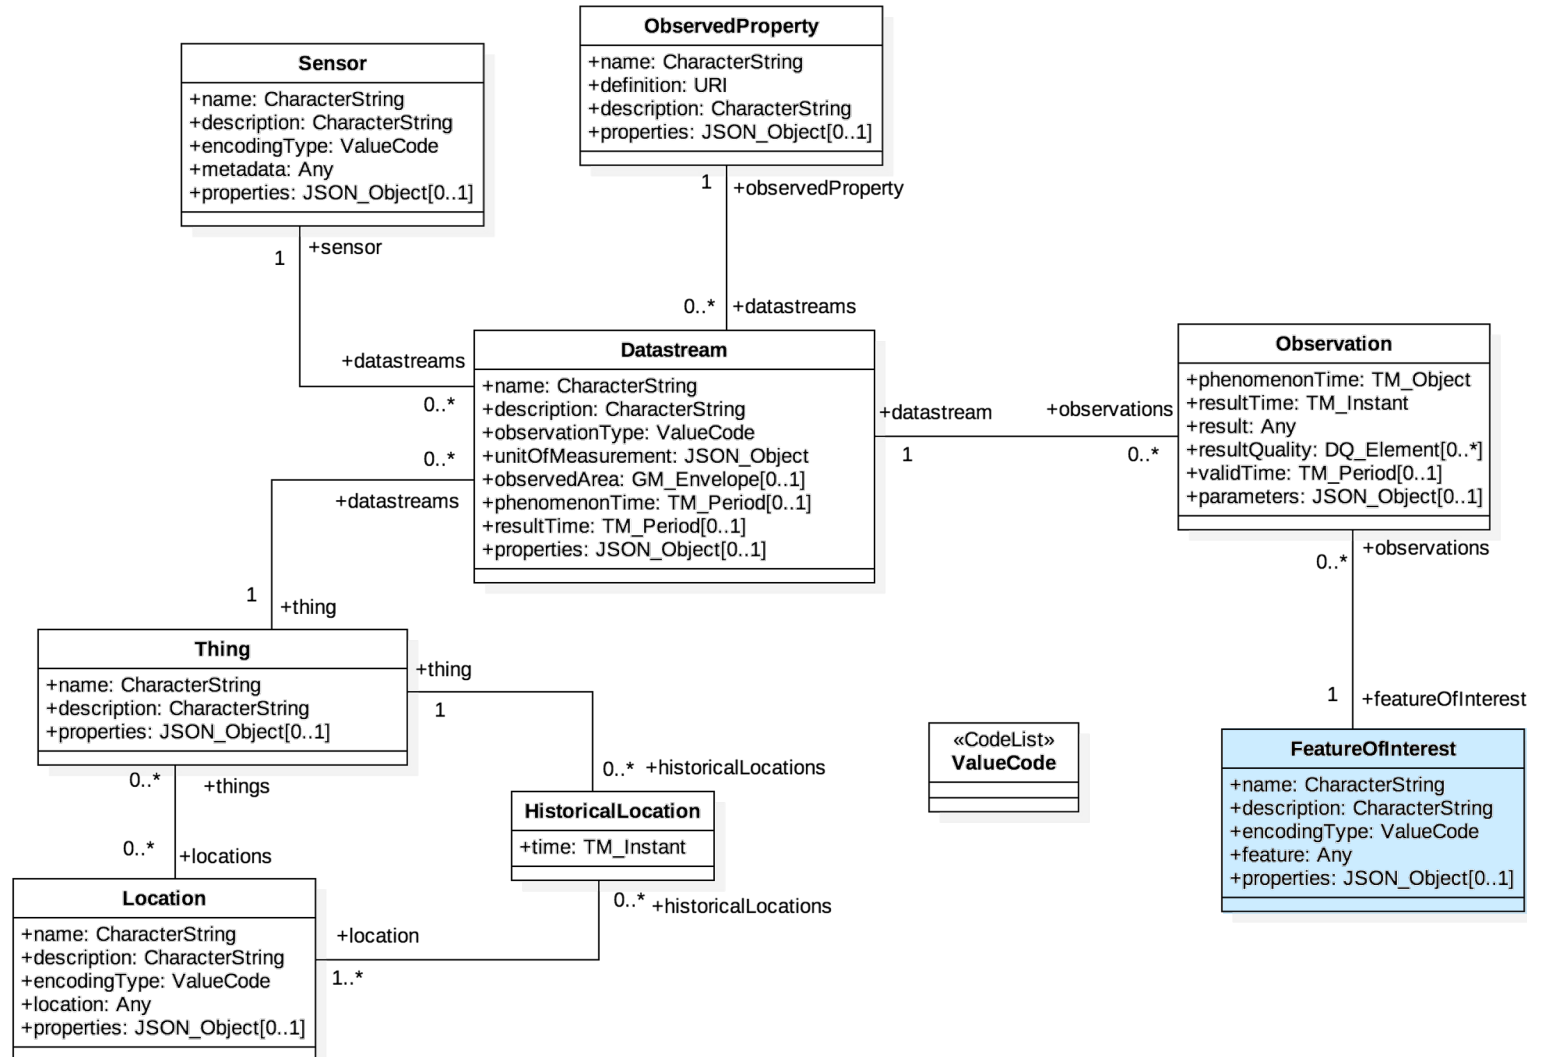 ObservedProperty
+name: CharacterString
+definition: URI
+description: CharacterString
+properties: JSON_Object[0..1]
Sensor
+name: CharacterString
+description: CharacterString
+encodingType: ValueCode
+metadata: Any
+properties: JSON_Object[0..1]
1
+observedProperty
+sensor
1
0..*
+datastreams
+datastreams
0..*
Datastream
+name: CharacterString
+description: CharacterString
+observationType: ValueCode
+unitOfMeasurement: JSON_Object
+observedArea: GM_Envelope[0..1]
+phenomenonTime: TM_Period[0..1]
+resultTime: TM_Period[0..1]
+properties: JSON_Object[0..1]
+datastream
1
+observations
0..*
Observation
+phenomenonTime: TM_Object
+resultTime: TM_Instant
+result: Any
+resultQuality: DQ_Element[0..*]
+validTime: TM_Period[0..1]
+parameters: JSON_Object[0..1]
0..*
+datastreams
+observations
0..*
1
+thing
Thing
+name: CharacterString
+description: CharacterString
+properties: JSON_Object[0..1]
+thing
1
1
+featureOfInterest
«CodeList»
ValueCode
FeatureOfInterest
+name: CharacterString
+description: CharacterString
+encodingType: ValueCode
+feature: Any
+properties: JSON_Object[0..1]
0..*
+things
0..*
+historicalLocations
HistoricalLocation
+time: TM_Instant
0..*
+locations
0..*
+historicalLocations
Location
+name: CharacterString
+description: CharacterString
+encodingType: ValueCode
+location: Any
+properties: JSON_Object[0..1]
+location
1..*